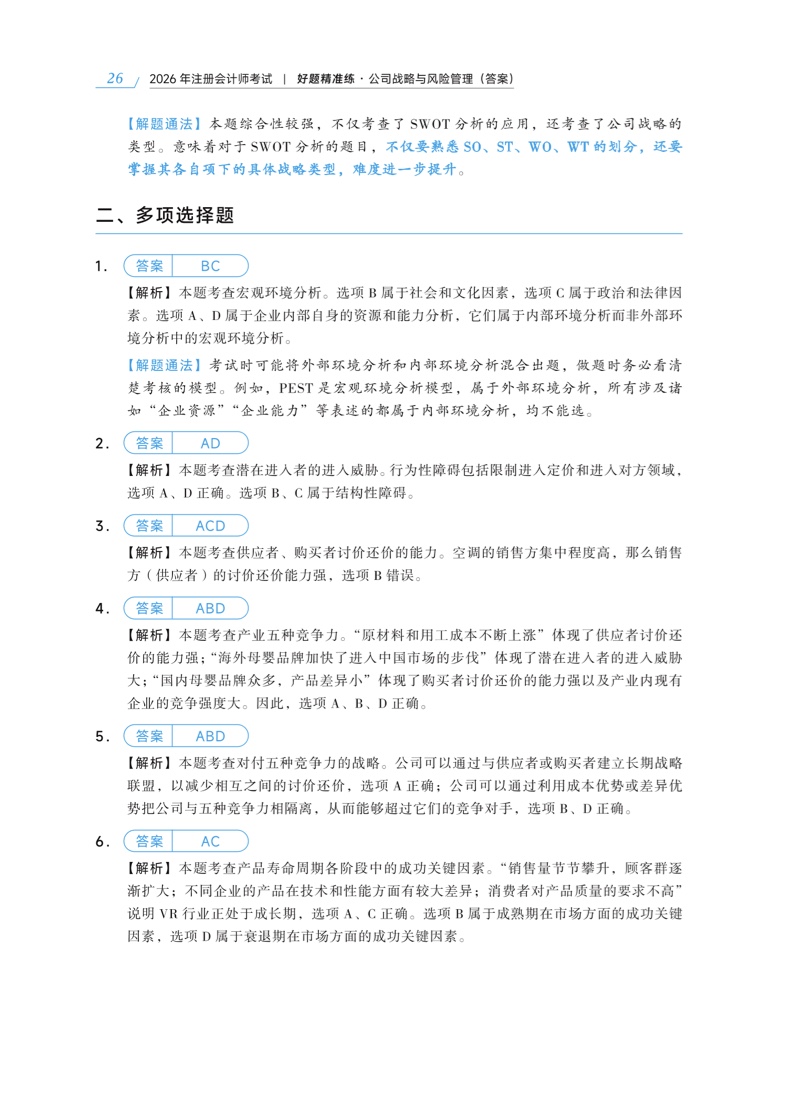 26 2026 年注册会计师考试 | 好题精准练·公司战略与风险管理（答案）
【解题通法】本题综合性较强，不仅考查了 SWOT 分析的应用，还考查了公司战略的
类型。意味着对于 SWOT 分析的题目，不仅要熟悉 SO、ST、WO、WT 的划分，还要
掌握其各自项下的具体战略类型，难度进一步提升。
二、多项选择题
1. 答案 BC
【解析】本题考查宏观环境分析。选项 B 属于社会和文化因素，选项 C 属于政治和法律因
素。选项 A、D 属于企业内部自身的资源和能力分析，它们属于内部环境分析而非外部环
境分析中的宏观环境分析。
【解题通法】考试时可能将外部环境分析和内部环境分析混合出题，做题时务必看清
楚考核的模型。例如，PEST 是宏观环境分析模型，属于外部环境分析，所有涉及诸
如“企业资源”“企业能力”等表述的都属于内部环境分析，均不能选。
2. 答案 AD
【解析】本题考查潜在进入者的进入威胁。行为性障碍包括限制进入定价和进入对方领域，
选项 A、D 正确。选项 B、C 属于结构性障碍。
3. 答案 ACD
【解析】本题考查供应者、购买者讨价还价的能力。空调的销售方集中程度高，那么销售
方（供应者）的讨价还价能力强，选项 B 错误。
4. 答案 ABD
【解析】本题考查产业五种竞争力。“原材料和用工成本不断上涨”体现了供应者讨价还
价的能力强；“海外母婴品牌加快了进入中国市场的步伐”体现了潜在进入者的进入威胁
大；“国内母婴品牌众多，产品差异小”体现了购买者讨价还价的能力强以及产业内现有
企业的竞争强度大。因此，选项 A、B、D 正确。
5. 答案 ABD
【解析】本题考查对付五种竞争力的战略。公司可以通过与供应者或购买者建立长期战略
联盟，以减少相互之间的讨价还价，选项 A 正确；公司可以通过利用成本优势或差异优
势把公司与五种竞争力相隔离，从而能够超过它们的竞争对手，选项 B、D 正确。
6. 答案 AC
【解析】本题考查产品寿命周期各阶段中的成功关键因素。“销售量节节攀升，顾客群逐
渐扩大；不同企业的产品在技术和性能方面有较大差异；消费者对产品质量的要求不高”
说明 VR 行业正处于成长期，选项 A、C 正确。选项 B 属于成熟期在市场方面的成功关键
因素，选项 D 属于衰退期在市场方面的成功关键因素。